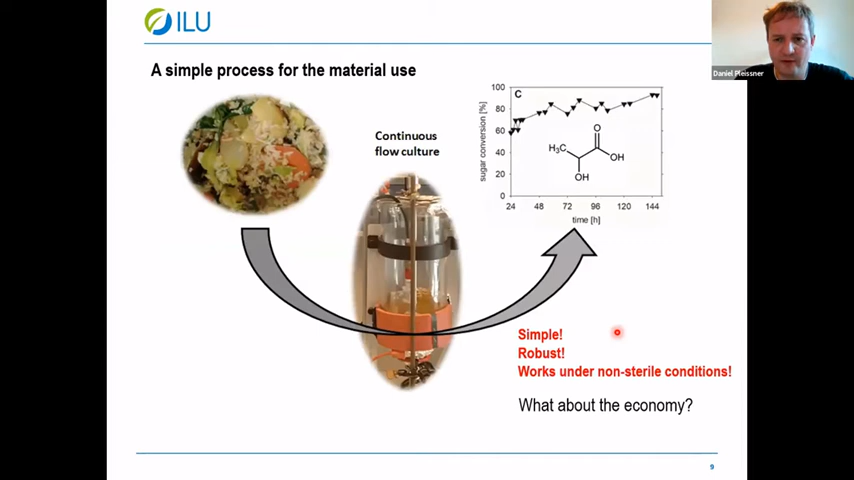 ILU
A simple process for the material use
Daniel Pleissner
Continuous
flow culture
C
sugar conversion [%]
100
80
60
40
20
0
24 48 72 96 120 144
time [h]
O
H₃C
OH
OH
Simple!
Robust!
Works under non-sterile conditions!
What about the economy?
9